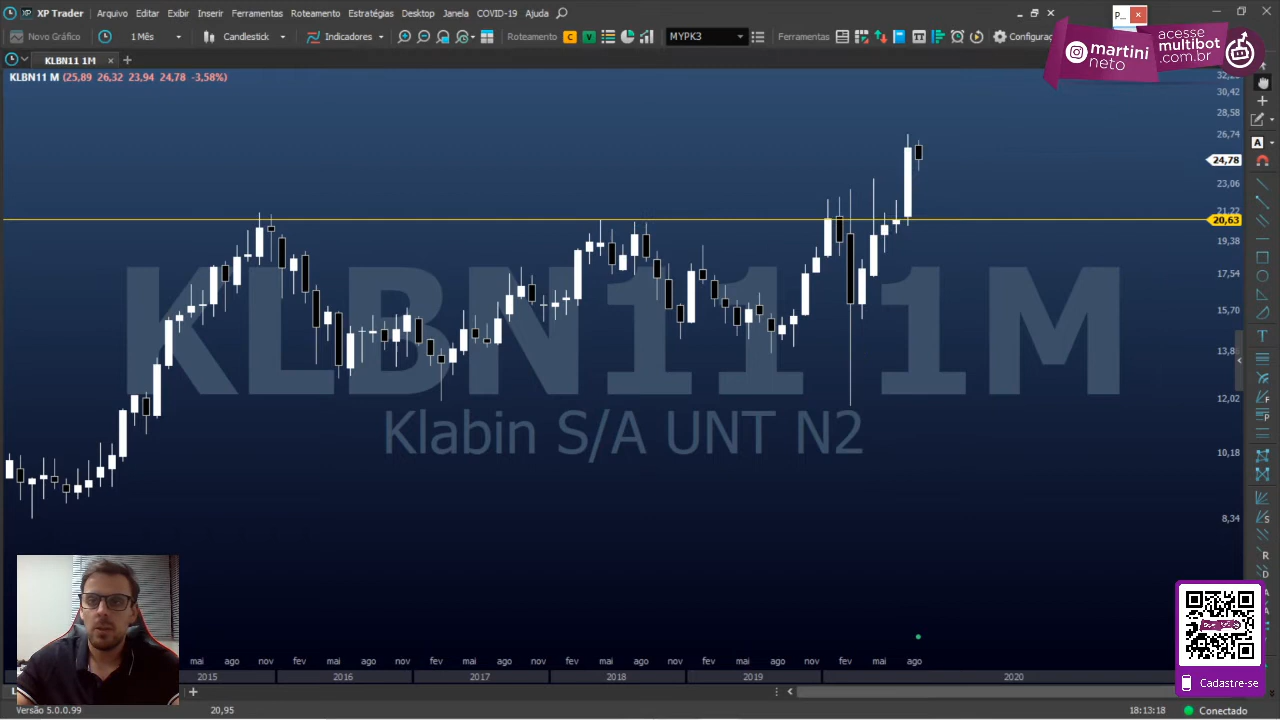 XP Trader Arquivo Editar Exibir Inserir Ferramentas Roteamento Estratégias Desktop Janela COVID-19 Ajuda
Novo Gráfico 1 Mês Candlestick Indicadores Roteamento C V MYPK3 Ferramentas Configuraç
P...
martini
neto
acesse
multibot
.com.br
KLBN11 1M
KLBN11 M (25,89 26,32 23,94 24,78 -3,58%)
30,42
28,58
26,74
24,78
23,06
21,22
20,63
19,38
17,54
15,70
13,8
12,02
10,18
8,34
KLBN11 1M
Klabin S/A UNT N2
mai ago nov fev mai ago nov fev mai ago nov fev mai ago nov fev mai ago nov fev mai ago
2015 2016 2017 2018 2019 2020
Cadastre-se
Versão 5.0.0.99 20,95 18:13:18 Conectado